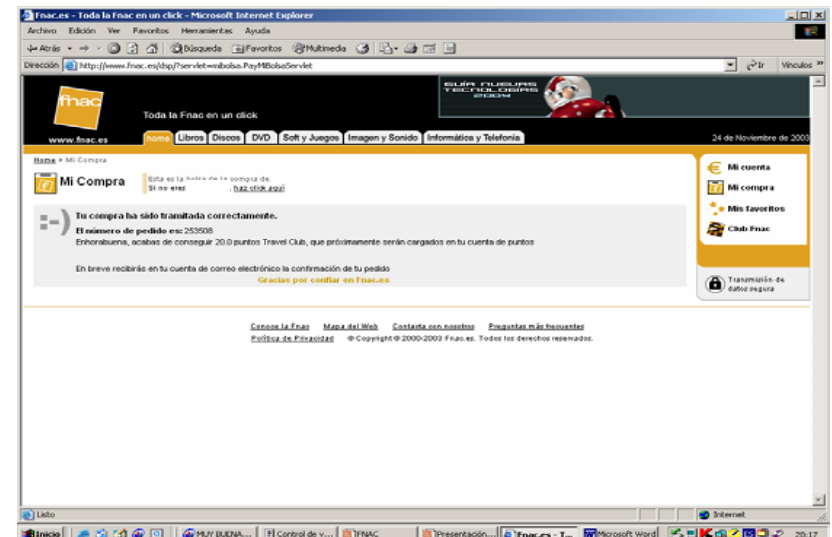 Fnac.es - Toda la Fnac en un click - Microsoft Internet Explorer
Archivo Edición Ver Favoritos Herramientas Ayuda
Atrás Búsqueda Favoritos Multimedia
Dirección http://www.fnac.es/dsp/?servlet=mibolsa.PayMiBolsaServlet Ir Vínculos »
fnac
Toda la Fnac en un click
GUÍA NUEVAS
TECNOLOGÍAS
2004
www.fnac.es
home Libros Discos DVD Soft y Juegos Imagen y Sonido Informática y Telefonía
24 de Noviembre de 2003
Home > Mi Compra
Mi Compra
Esta es la bolsa de la compra de:
Si no eres , haz click aquí
Mi cuenta
Mi compra
Mis favoritos
Club Fnac
Transmisión de
datos segura
:-)
Tu compra ha sido tramitada correctamente.
El número de pedido es: 253508
Enhorabuena, acabas de conseguir 20.0 puntos Travel Club, que próximamente serán cargados en tu cuenta de puntos
En breve recibirás en tu cuenta de correo electrónico la confirmación de tu pedido
Gracias por confiar en Fnac.es
Conoce la Fnac Mapa del Web Contacta con nosotros Preguntas más frecuentes
Política de Privacidad © Copyright © 2000-2003 Fnac.es. Todos los derechos reservados.
Listo Internet
Inicio MUY BUENA... Control de v... FNAC Presentación... Fnac.es - T... Microsoft Word 20:17